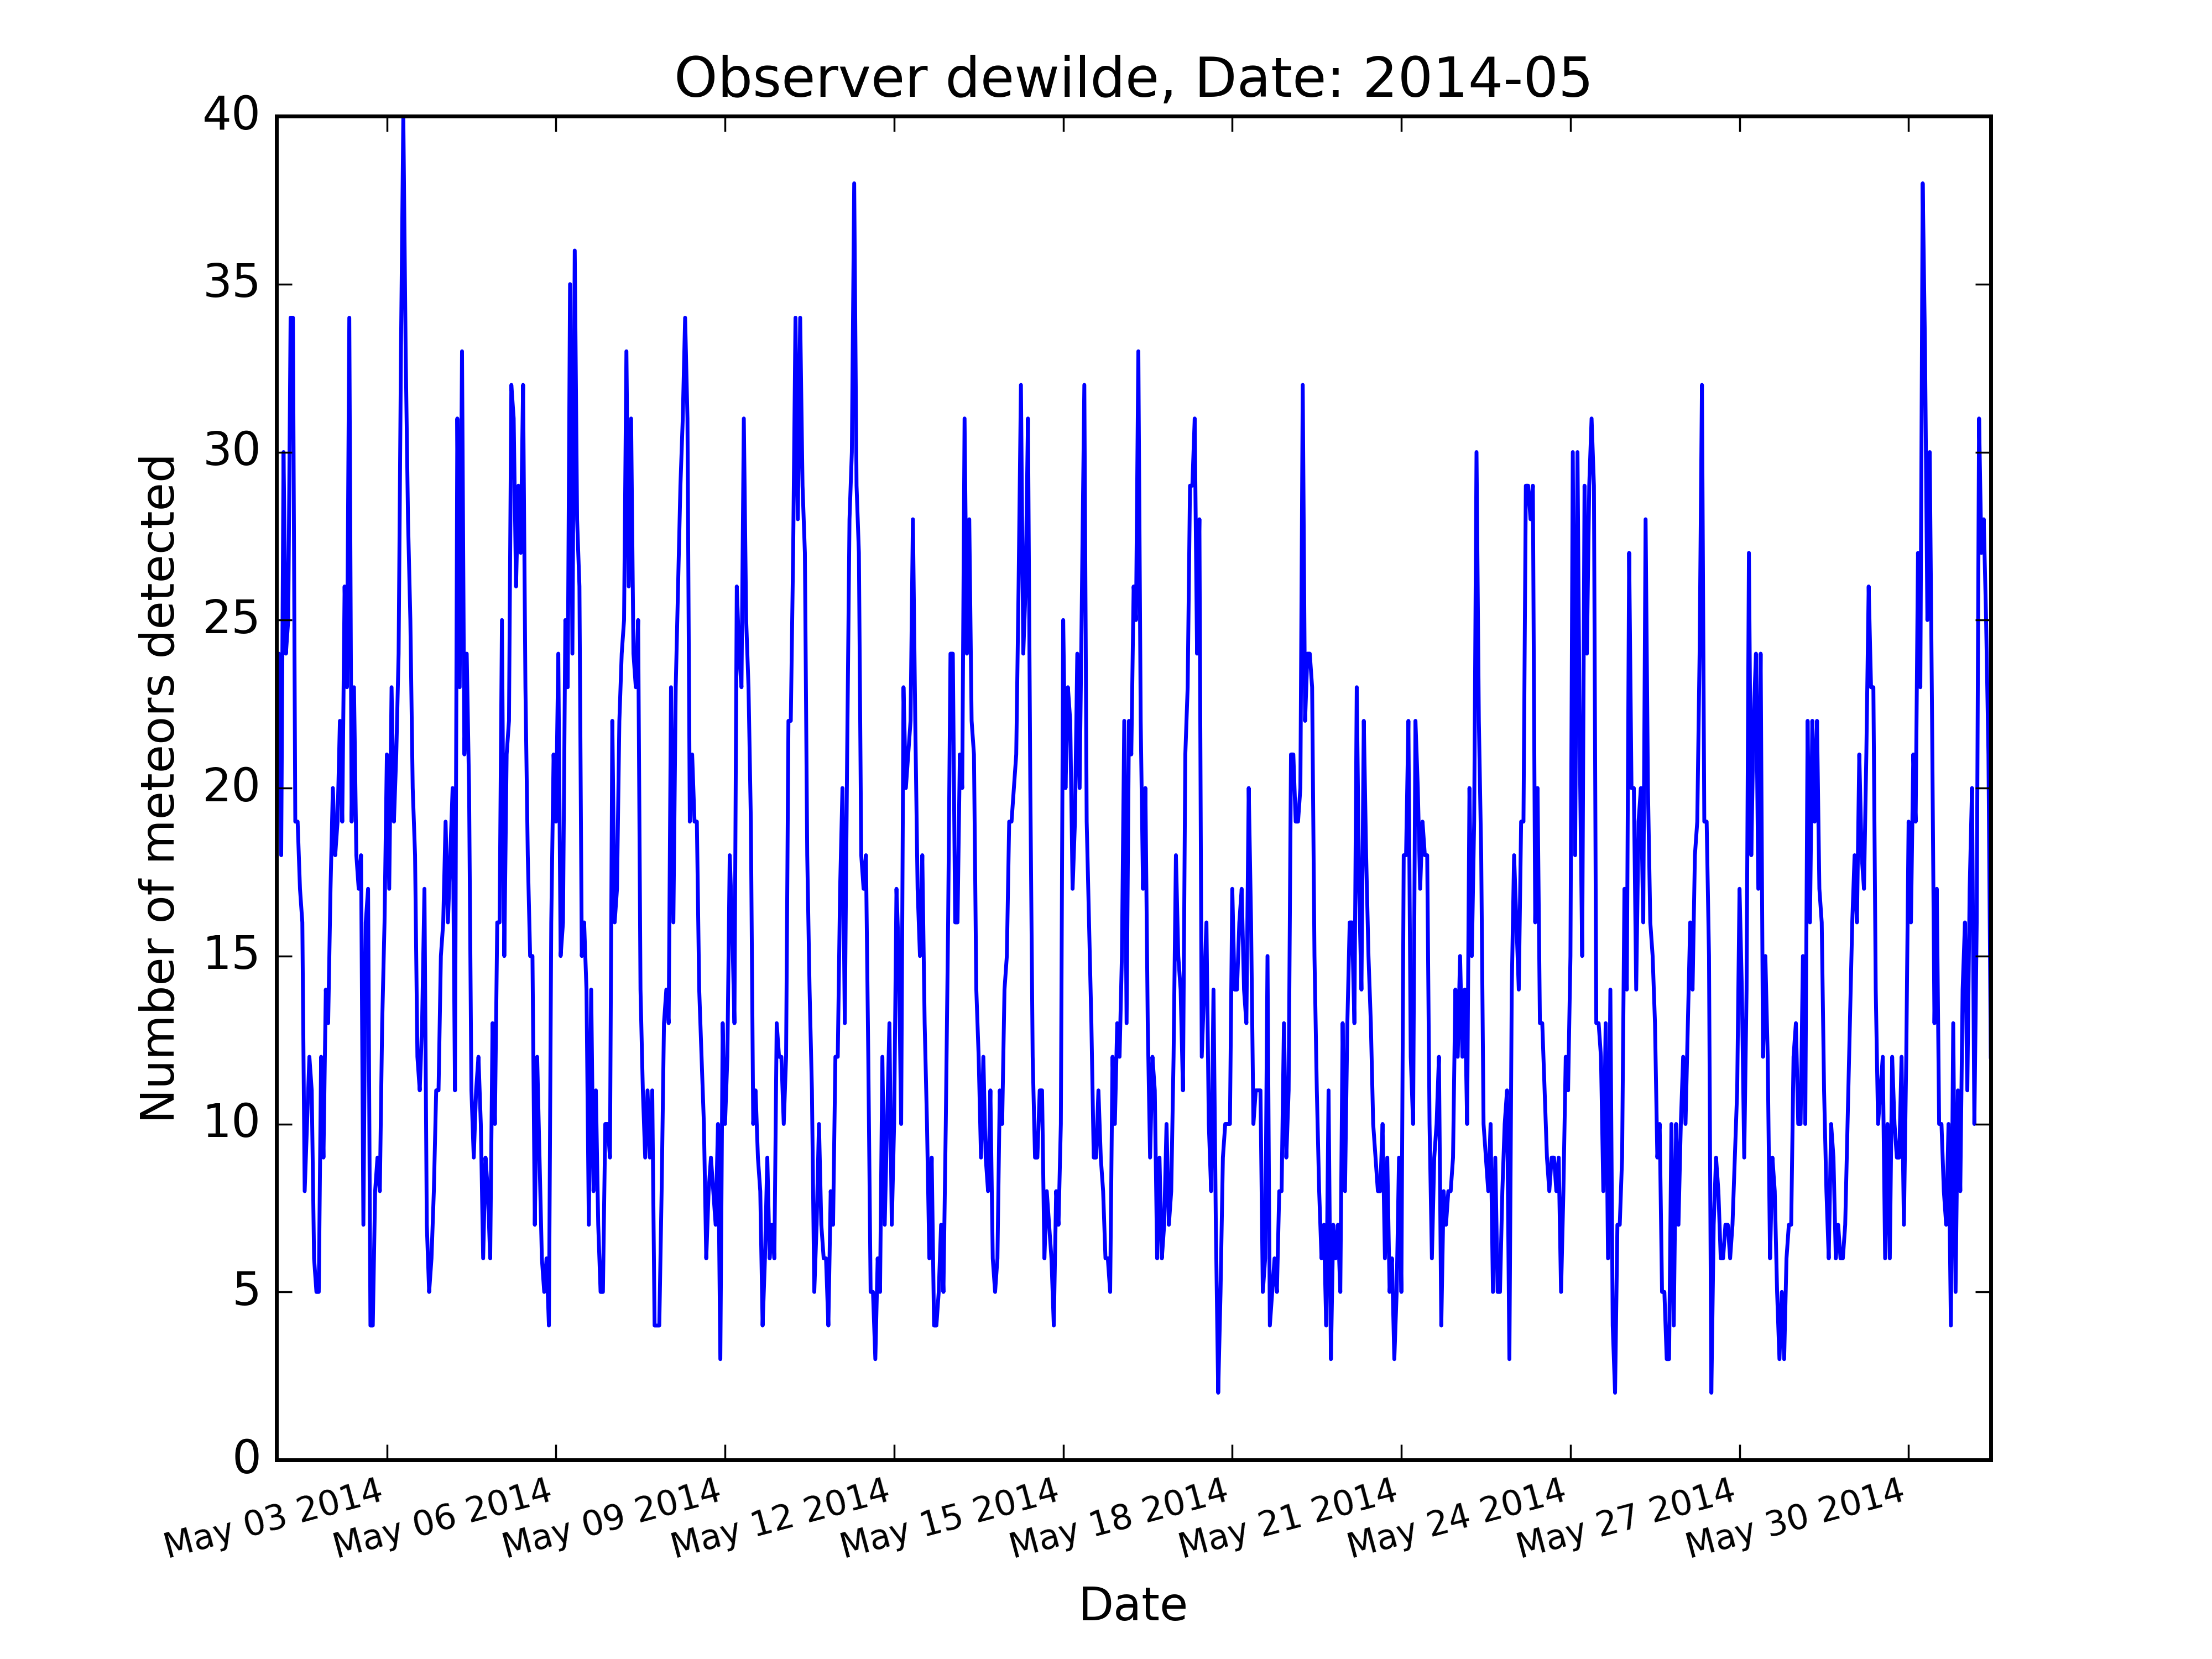 Observer dewilde, Date: 2014-05
40
35
30
25
20
15
10
5
0
Number of meteors detected
May 03 2014
May 06 2014
May 09 2014
May 12 2014
May 15 2014
May 18 2014
May 21 2014
May 24 2014
May 27 2014
May 30 2014
Date